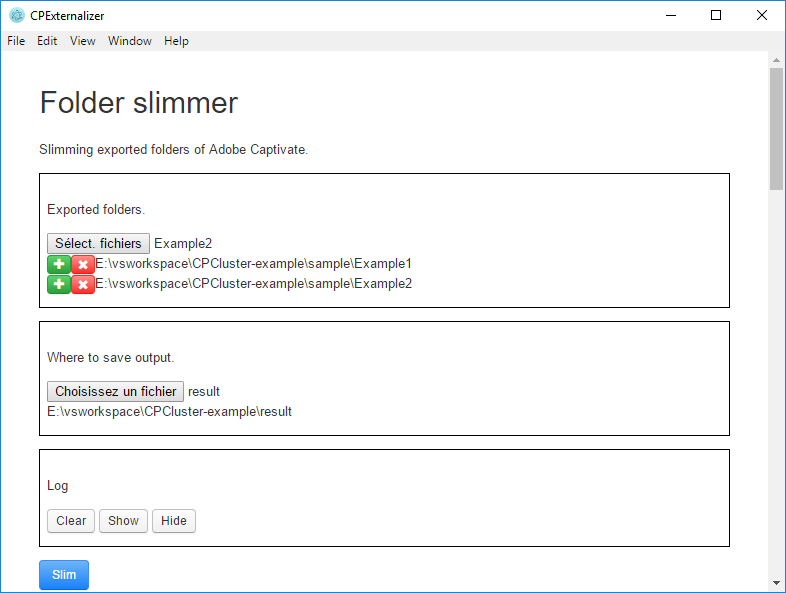 CPExternalizer
File Edit View Window Help
Folder slimmer
Slimming exported folders of Adobe Captivate.
Exported folders.
Sélect. fichiers Example2
E:\vsworkspace\CPCluster-example\sample\Example1
E:\vsworkspace\CPCluster-example\sample\Example2
Where to save output.
Choisissez un fichier result
E:\vsworkspace\CPCluster-example\result
Log
Clear Show Hide
Slim